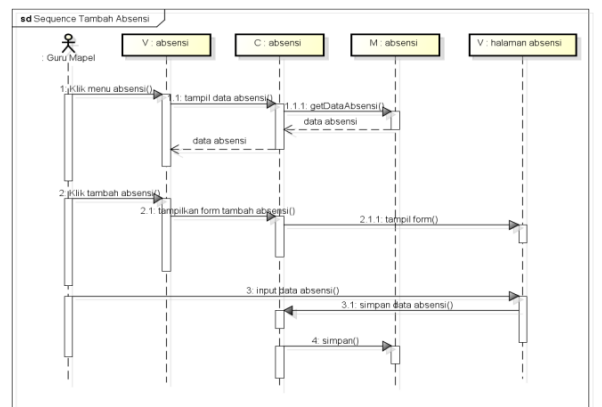 sd Sequence Tambah Absensi
: Guru Mapel
V : absensi
C : absensi
M : absensi
V : halaman absensi
1: Klik menu absensi()
1.1: tampil data absensi()
1.1.1: getDataAbsensi()
data absensi
data absensi
2: Klik tambah absensi()
2.1: tampilkan form tambah absensi()
2.1.1: tampil form()
3: input data absensi()
3.1: simpan data absensi()
4: simpan()